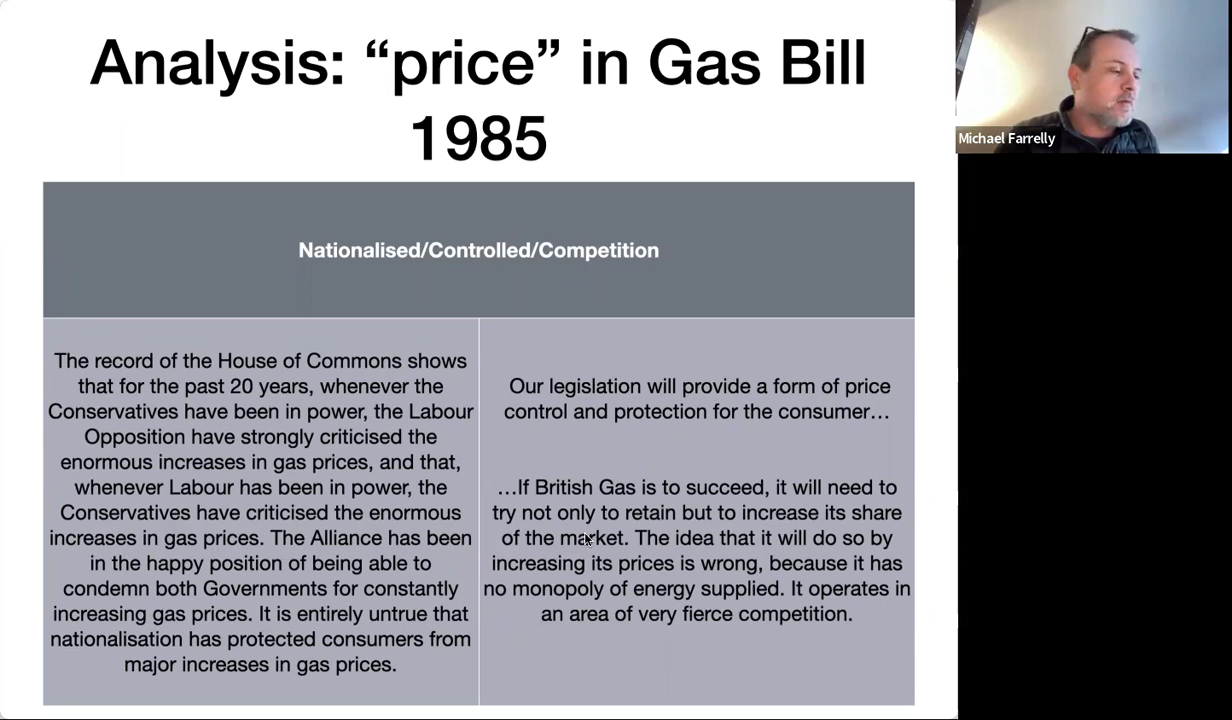 Analysis: “price” in Gas Bill
1985
Michael Farrelly
Nationalised/Controlled/Competition
The record of the House of Commons shows
that for the past 20 years, whenever the
Conservatives have been in power, the Labour
Opposition have strongly criticised the
enormous increases in gas prices, and that,
whenever Labour has been in power, the
Conservatives have criticised the enormous
increases in gas prices. The Alliance has been
in the happy position of being able to
condemn both Governments for constantly
increasing gas prices. It is entirely untrue that
nationalisation has protected consumers from
major increases in gas prices.
Our legislation will provide a form of price
control and protection for the consumer…
…If British Gas is to succeed, it will need to
try not only to retain but to increase its share
of the market. The idea that it will do so by
increasing its prices is wrong, because it has
no monopoly of energy supplied. It operates in
an area of very fierce competition.